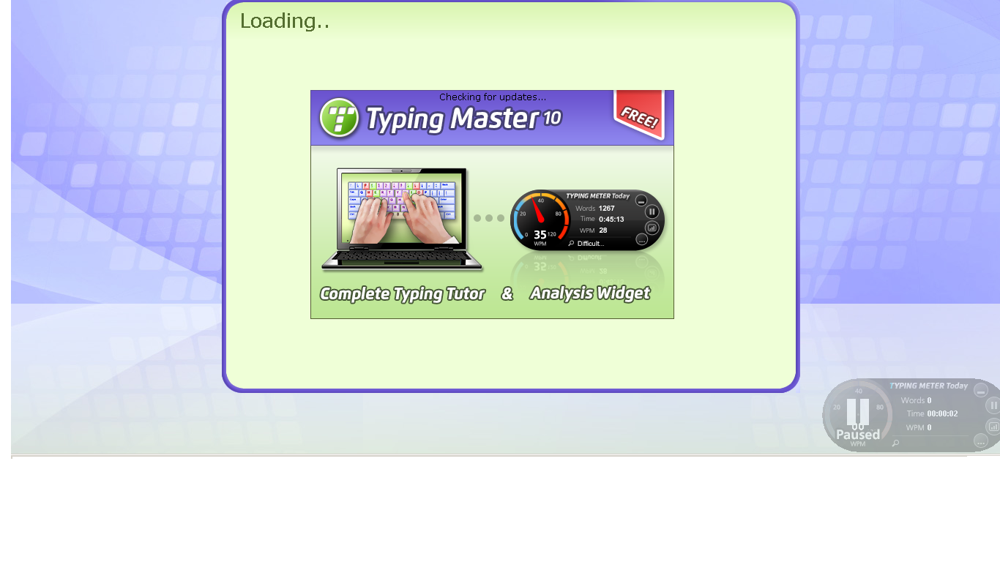 Loading..
Checking for updates...
Typing Master 10
FREE!
TYPING METER Today
Words 1267
Time 0:45:13
WPM 28
Difficult...
0
20
40
80
120
35
WPM
Complete Typing Tutor & Analysis Widget
TYPING METER Today
Words 0
Time 00:00:02
WPM 0
20
40
80
Paused
WPM